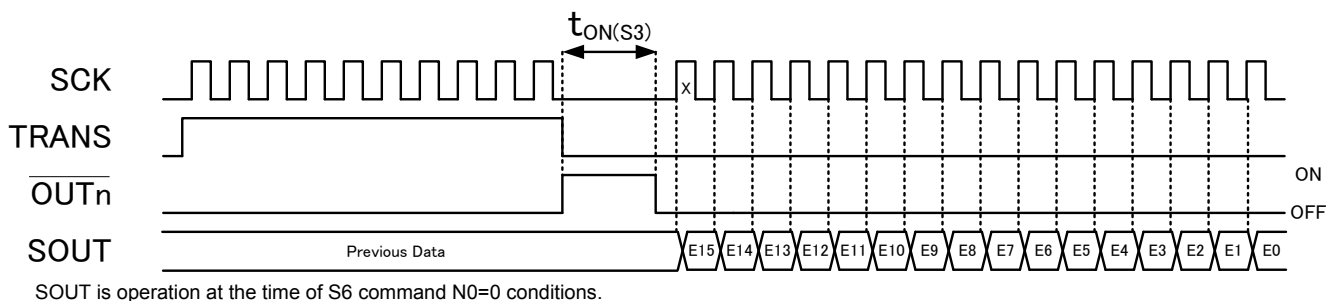 tON(S3)
SCK
X
TRANS
OUTn
ON
OFF
SOUT
Previous Data
E15 E14 E13 E12 E11 E10 E9 E8 E7 E6 E5 E4 E3 E2 E1 E0
SOUT is operation at the time of S6 command N0=0 conditions.